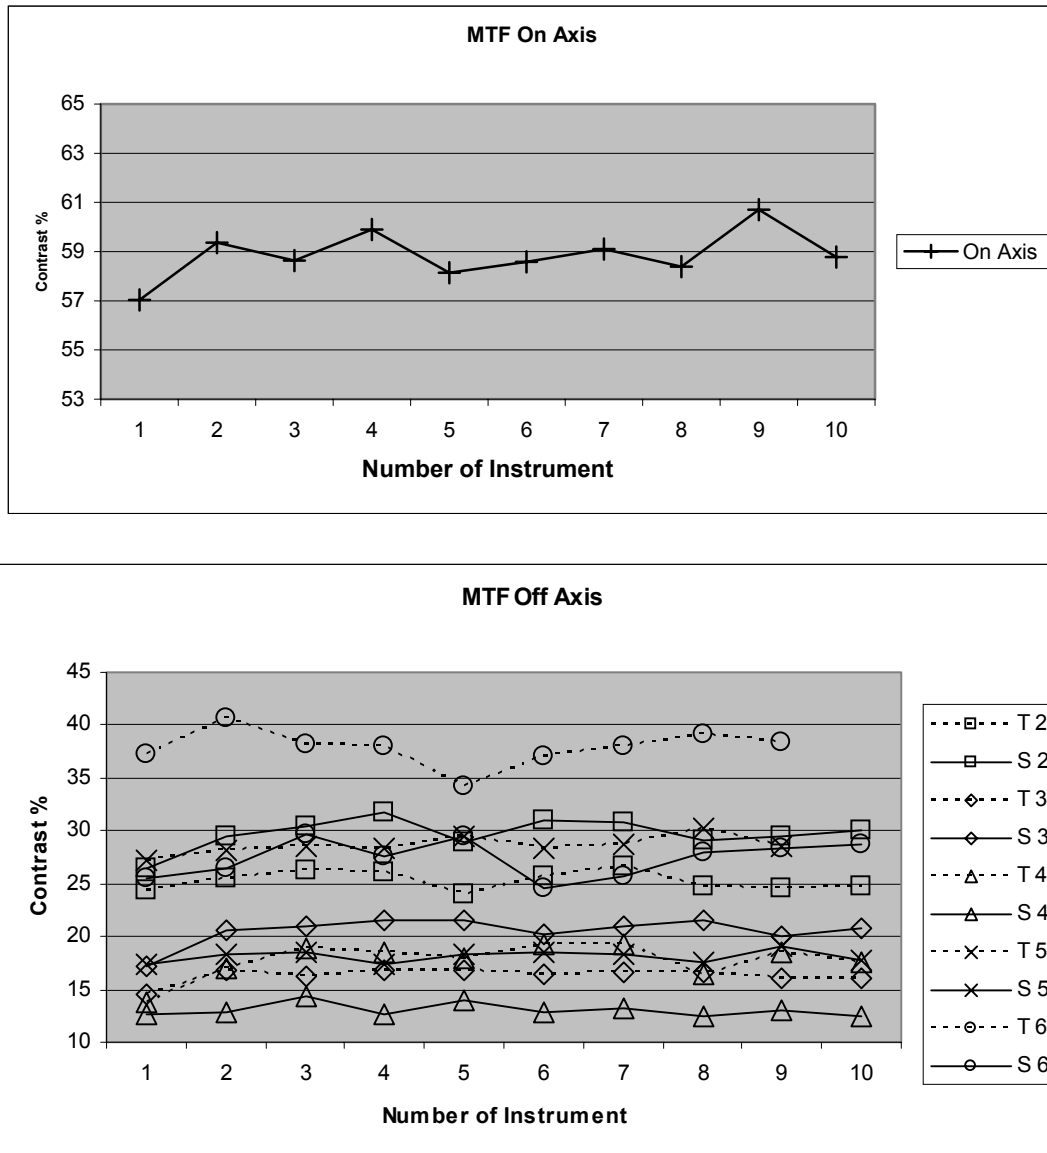 MTF On Axis
65
63
61
59
57
55
53
Contrast %
1 2 3 4 5 6 7 8 9 10
Number of Instrument
On Axis
MTF Off Axis
45
40
35
30
25
20
15
10
Contrast %
1 2 3 4 5 6 7 8 9 10
Number of Instrument
T 2
S 2
T 3
S 3
T 4
S 4
T 5
S 5
T 6
S 6